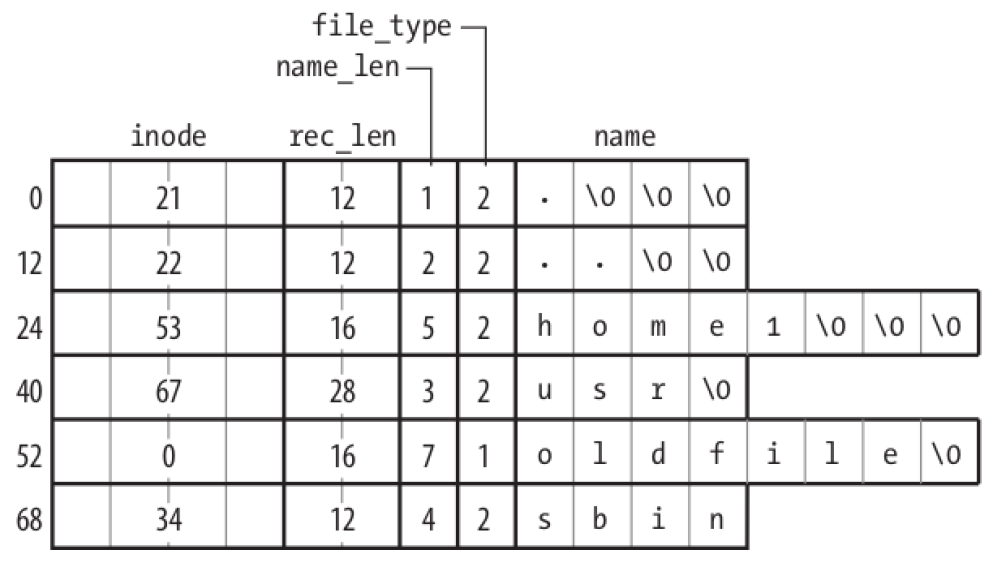 file_type
name_len
inode rec_len name
0 21 12 1 2 . \0 \0 \0
12 22 12 2 2 . . \0 \0
24 53 16 5 2 h o m e 1 \0 \0 \0
40 67 28 3 2 u s r \0
52 0 16 7 1 o l d f i l e \0
68 34 12 4 2 s b i n